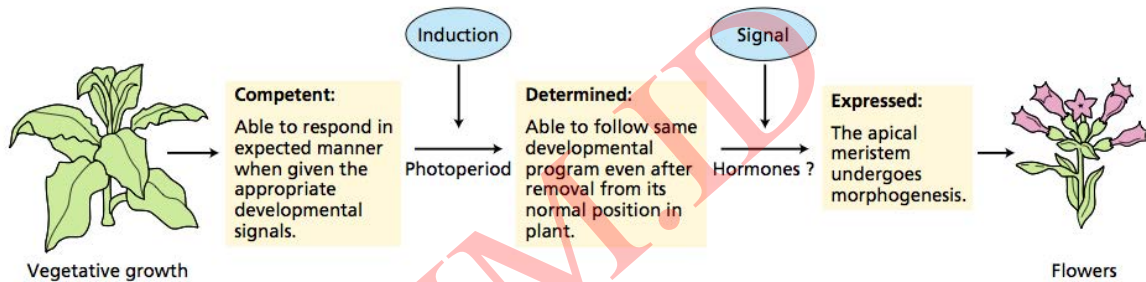 Induction
Signal
Competent:
Able to respond in
expected manner
when given the
appropriate
developmental
signals.
Photoperiod
Determined:
Able to follow same
developmental
program even after
removal from its
normal position in
plant.
Hormones ?
Expressed:
The apical
meristem
undergoes
morphogenesis.
Vegetative growth
Flowers